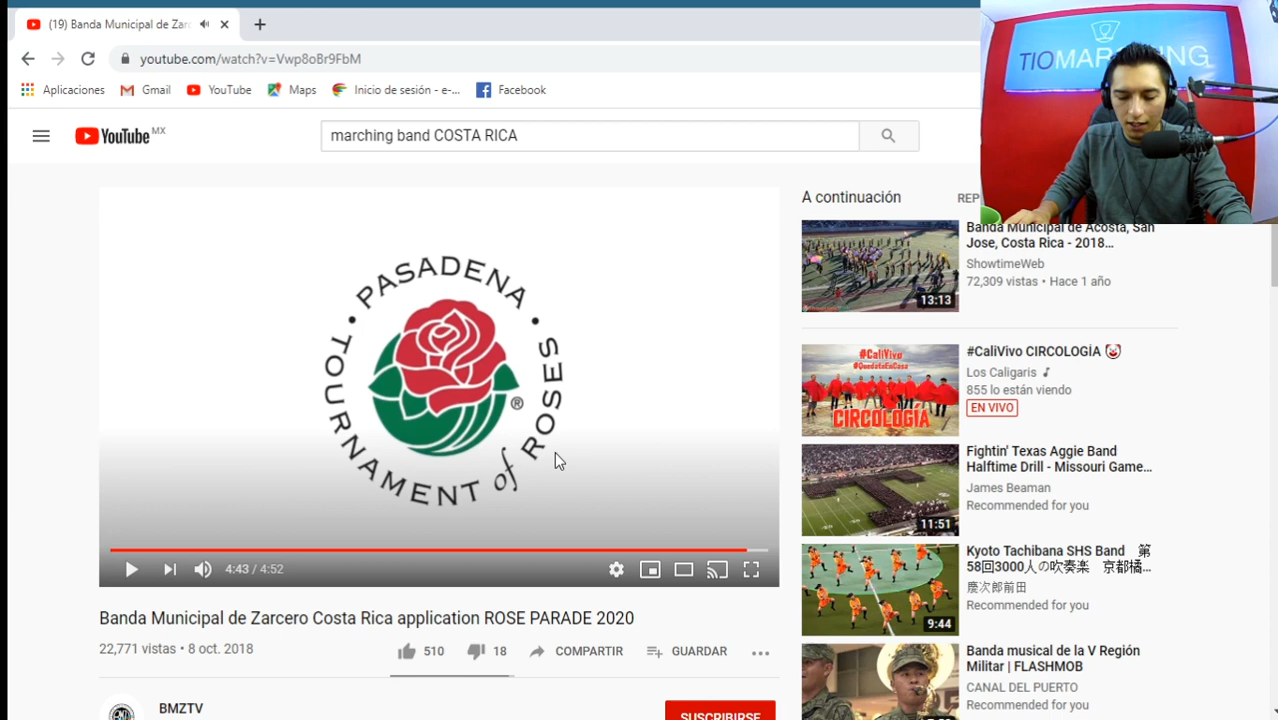 (19) Banda Municipal de Zarc
youtube.com/watch?v=Vwp8oBr9FbM
Aplicaciones
Gmail
YouTube
Maps
Inicio de sesión - e-...
Facebook
YouTube MX
marching band COSTA RICA
TIOMARCHING
PASADENA
TOURNAMENT of ROSES
®
4:43 / 4:52
Banda Municipal de Zarcero Costa Rica application ROSE PARADE 2020
22,771 vistas • 8 oct. 2018
510
18
COMPARTIR
GUARDAR
BMZTV
SUSCRIBIRSE
A continuación
REP
Banda Municipal de Acosta, San
Jose, Costa Rica - 2018...
ShowtimeWeb
72,309 vistas • Hace 1 año
13:13
#CaliVivo
#QuedateEnCasa
CIRCOLOGÍA
#CaliVivo CIRCOLOGÍA 🤡
Los Caligaris
855 lo están viendo
EN VIVO
Fightin' Texas Aggie Band
Halftime Drill - Missouri Game...
James Beaman
Recommended for you
11:51
Kyoto Tachibana SHS Band 第
58回3000人の吹奏楽 京都橘...
慶次郎前田
Recommended for you
9:44
Banda musical de la V Región
Militar | FLASHMOB
CANAL DEL PUERTO
Recommended for you